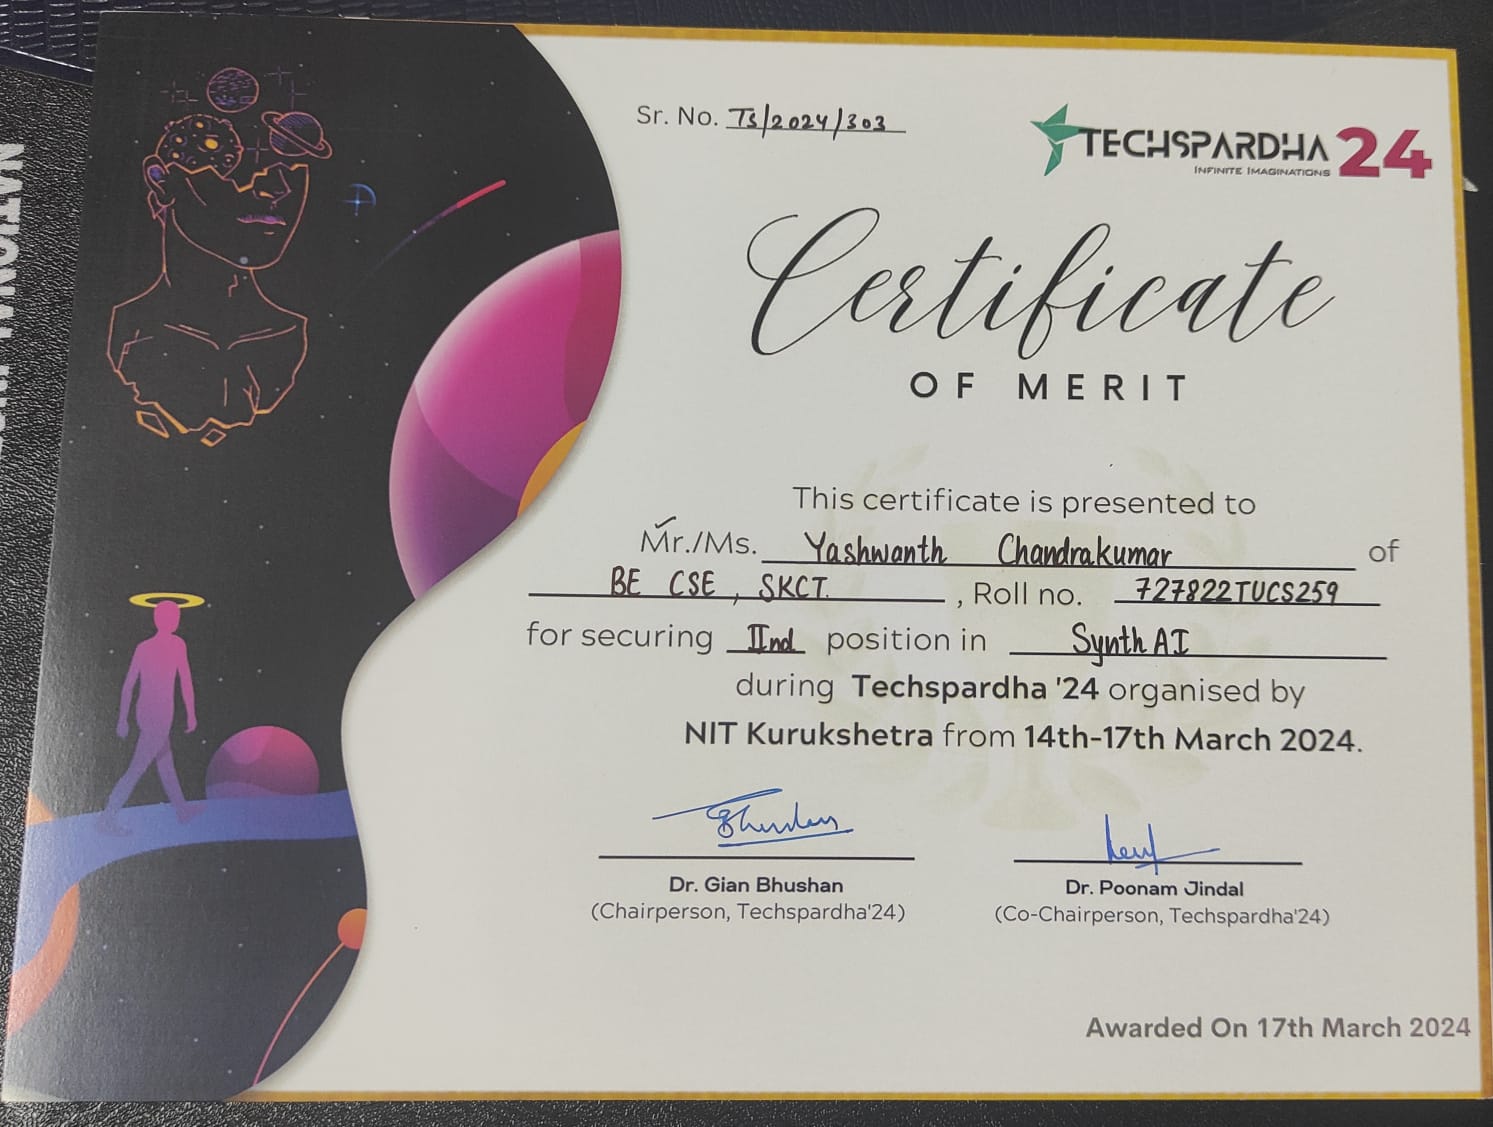 Sr. No. TS/2024/303
TECHSPARDHA 24
INFINITE IMAGINATIONS
Certificate
OF MERIT
This certificate is presented to
Mr./Ms. Yashwanth Chandrakumar of
BE CSE, SKCT. , Roll no. 727822TUCS259
for securing IInd position in Synth AI
during Techspardha '24 organised by
NIT Kurukshetra from 14th-17th March 2024.
Dr. Gian Bhushan
(Chairperson, Techspardha'24)
Dr. Poonam Jindal
(Co-Chairperson, Techspardha'24)
Awarded On 17th March 2024
NATIONAL